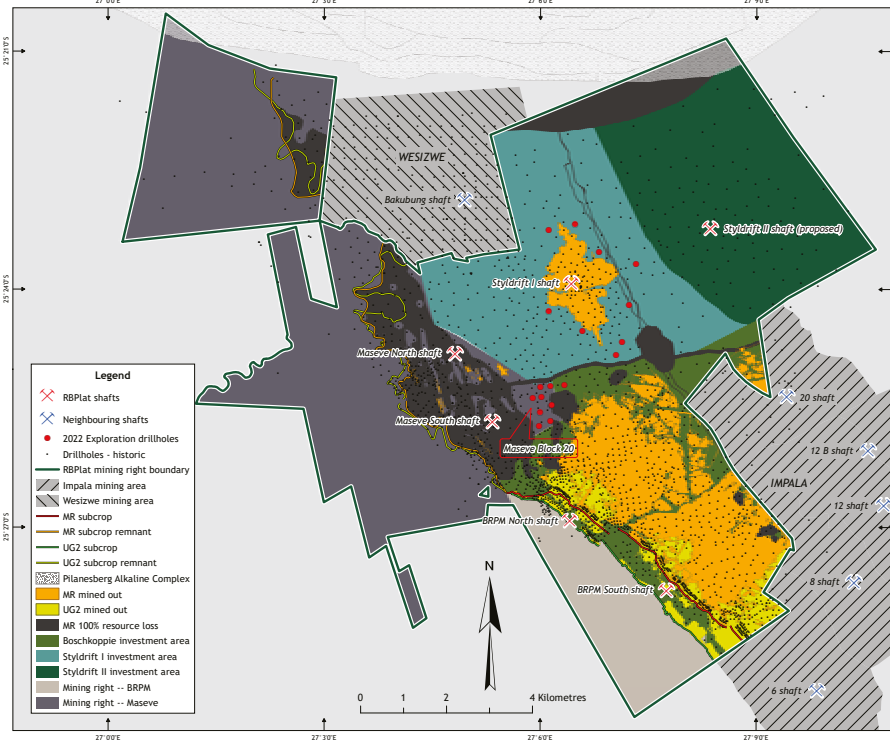 27°0'0"E
27°30'E
27°60'E
27°90'E
25°21'0"S
WESIZWE
Bakubung shaft
Styldrift II shaft (proposed)
25°24'0"S
Styldrift I shaft
Maseve North shaft
20 shaft
Maseve South shaft
Maseve Block 20
12 B shaft
IMPALA
12 shaft
25°27'0"S
BRPM North shaft
8 shaft
BRPM South shaft
6 shaft
Legend
RBPlat shafts
Neighbouring shafts
2022 Exploration drillholes
Drillholes - historic
RBPlat mining right boundary
Impala mining area
Wesizwe mining area
MR subcrop
MR subcrop remnant
UG2 subcrop
UG2 subcrop remnant
Pilanesberg Alkaline Complex
MR mined out
UG2 mined out
MR 100% resource loss
Boschkoppie investment area
Styldrift I investment area
Styldrift II investment area
Mining right -- BRPM
Mining right -- Maseve
N
0 1 2 4 Kilometres
27°0'0"E
27°30'E
27°60'E
27°90'E